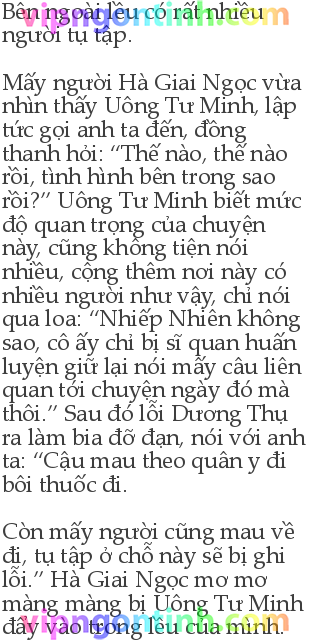 Bên ngoài lều có rất nhiều
người tụ tập.
Mấy người Hà Giai Ngọc vừa
nhìn thấy Uông Tư Minh, lập
tức gọi anh ta đến, đồng
thanh hỏi: “Thế nào, thế nào
rồi, tình hình bên trong sao
rồi?” Uông Tư Minh biết mức
độ quan trọng của chuyện
này, cũng không tiện nói
nhiều, cộng thêm nơi này có
nhiều người như vậy, chỉ nói
qua loa: “Nhiếp Nhiên không
sao, cô ấy chỉ bị sĩ quan huấn
luyện giữ lại nói mấy câu liên
quan tới chuyện ngày đó mà
thôi.” Sau đó lỗi Dương Thụ
ra làm bia đỡ đạn, nói với anh
ta: “Cậu mau theo quân y đi
bôi thuốc đi.
Còn mấy người cũng mau về
đi, tụ tập ở chỗ này sẽ bị ghi
lỗi.” Hà Giai Ngọc mơ mơ
màng màng bị Uông Tư Minh
đẩy vào trong lều của mình.
vipngontinh.com
vipngontinh.com